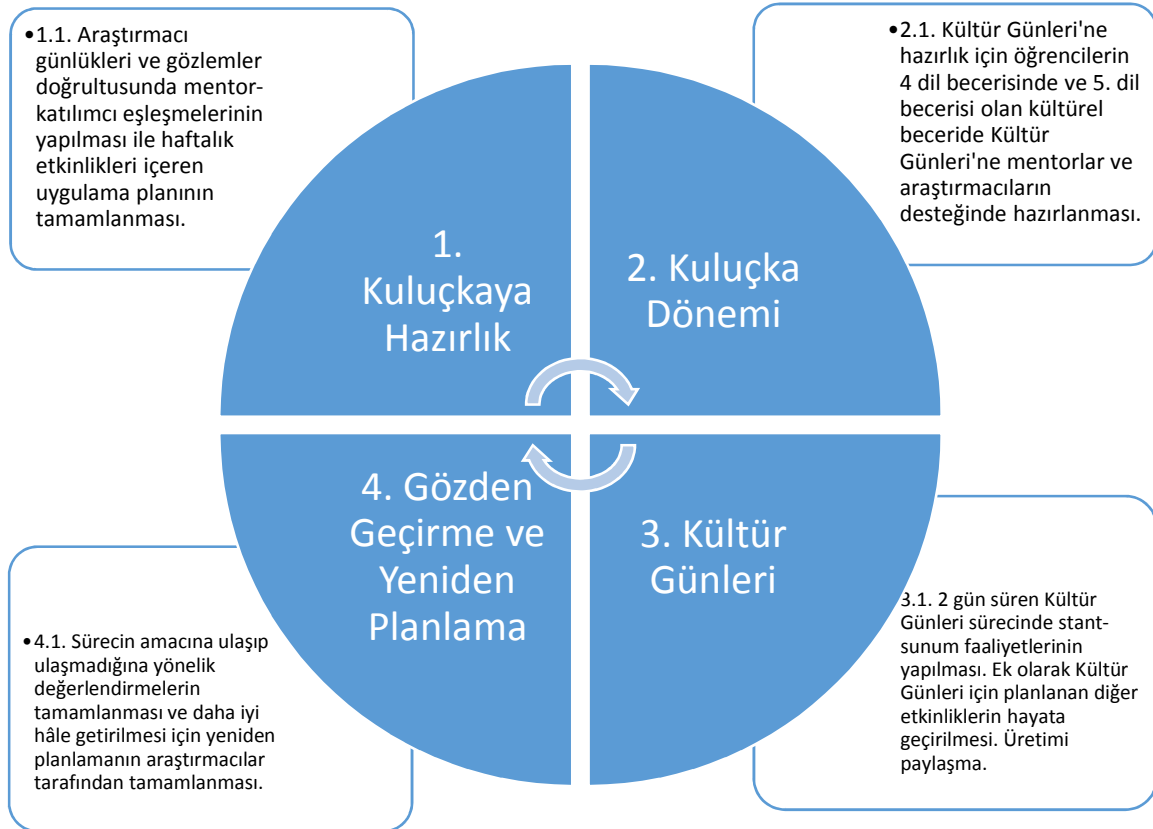 •1.1. Araştırmacı
günlükleri ve gözlemler
doğrultusunda mentor-
katılımcı eşleşmelerinin
yapılması ile haftalık
etkinlikleri içeren
uygulama planının
tamamlanması.
•2.1. Kültür Günleri'ne
hazırlık için öğrencilerin
4 dil becerisinde ve 5. dil
becerisi olan kültürel
beceride Kültür
Günleri'ne mentorlar ve
araştırmacıların
desteğinde hazırlanması.
1.
Kuluçkaya
Hazırlık
2. Kuluçka
Dönemi
4. Gözden
Geçirme ve
Yeniden
Planlama
3. Kültür
Günleri
•4.1. Sürecin amacına ulaşıp
ulaşmadığına yönelik
değerlendirmelerin
tamamlanması ve daha iyi
hâle getirilmesi için yeniden
planlamanın araştırmacılar
tarafından tamamlanması.
3.1. 2 gün süren Kültür
Günleri sürecinde stant-
sunum faaliyetlerinin
yapılması. Ek olarak Kültür
Günleri için planlanan diğer
etkinliklerin hayata
geçirilmesi. Üretimi
paylaşma.